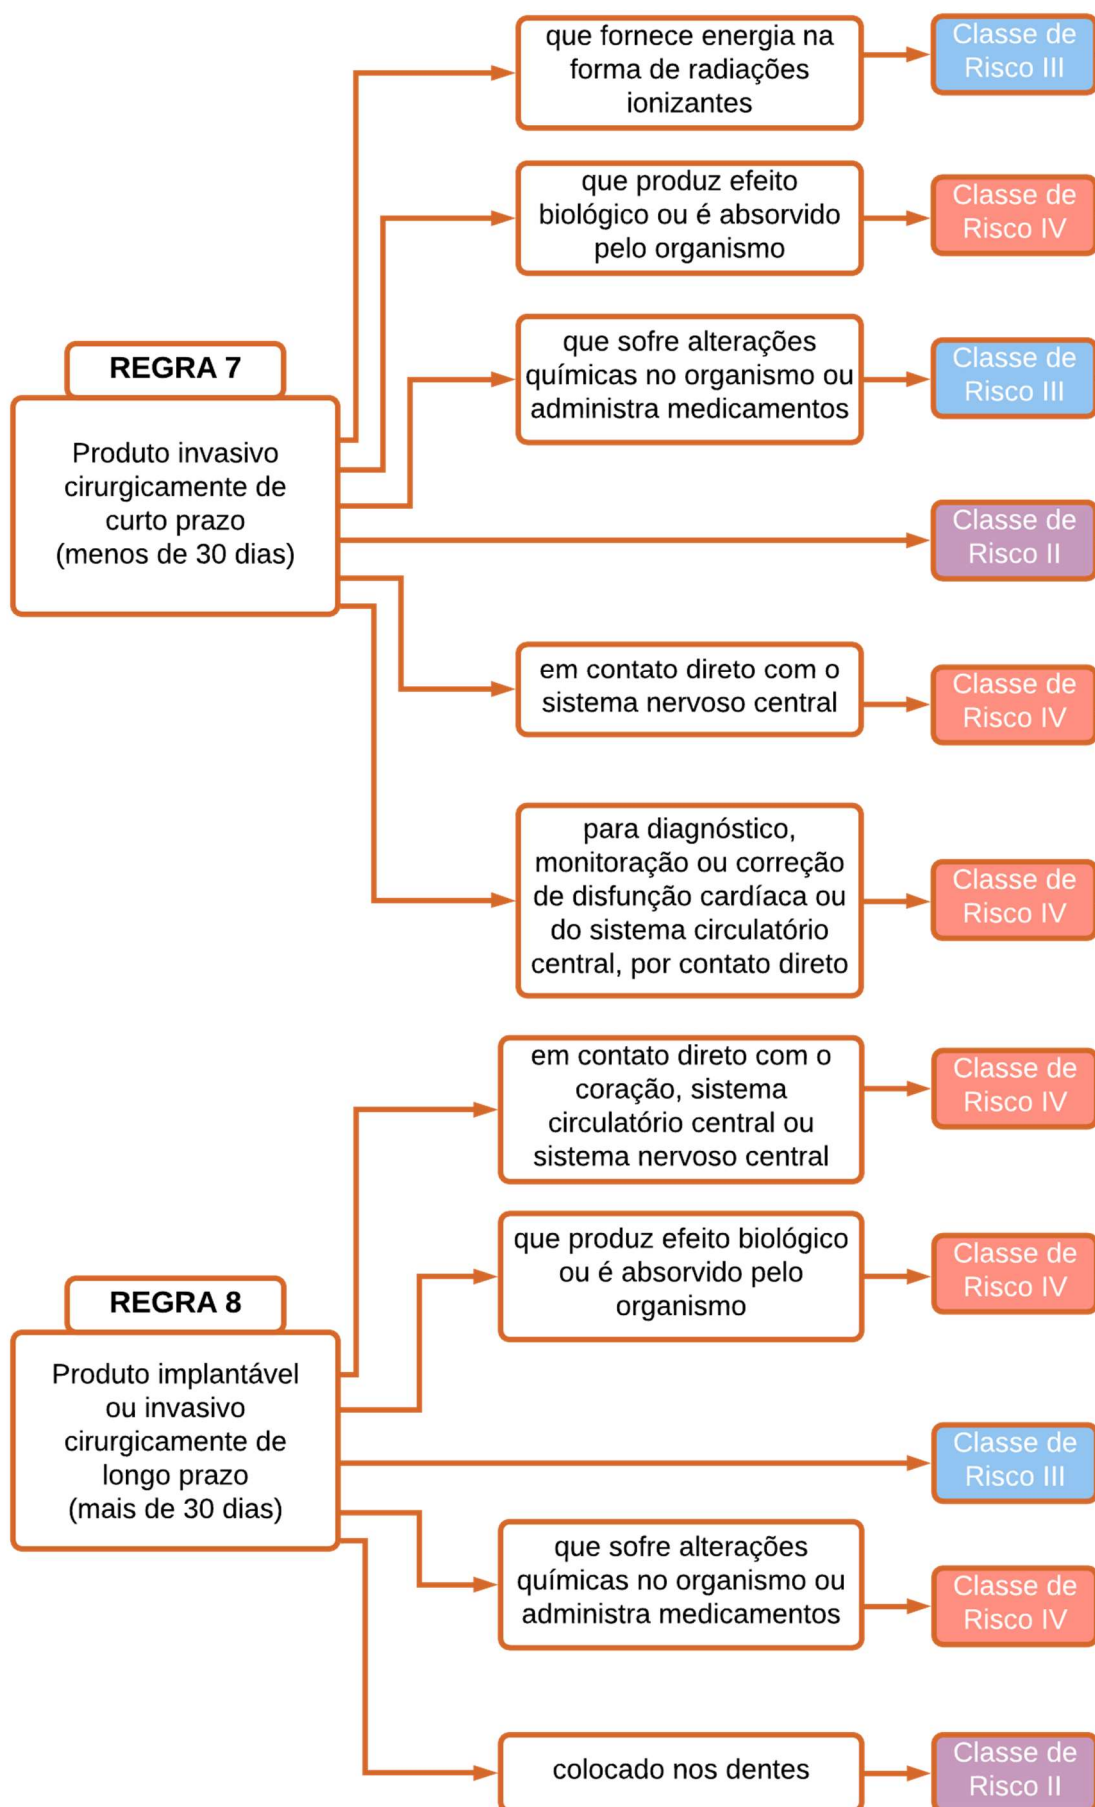 que fornece energia na
forma de radiações
ionizantes
Classe de
Risco III
que produz efeito
biológico ou é absorvido
pelo organismo
Classe de
Risco IV
REGRA 7
Produto invasivo
cirurgicamente de
curto prazo
(menos de 30 dias)
que sofre alterações
químicas no organismo ou
administra medicamentos
Classe de
Risco III
Classe de
Risco II
em contato direto com o
sistema nervoso central
Classe de
Risco IV
para diagnóstico,
monitoração ou correção
de disfunção cardíaca ou
do sistema circulatório
central, por contato direto
Classe de
Risco IV
em contato direto com o
coração, sistema
circulatório central ou
sistema nervoso central
Classe de
Risco IV
que produz efeito biológico
ou é absorvido pelo
organismo
Classe de
Risco IV
REGRA 8
Produto implantável
ou invasivo
cirurgicamente de
longo prazo
(mais de 30 dias)
Classe de
Risco III
que sofre alterações
químicas no organismo ou
administra medicamentos
Classe de
Risco IV
colocado nos dentes
Classe de
Risco II